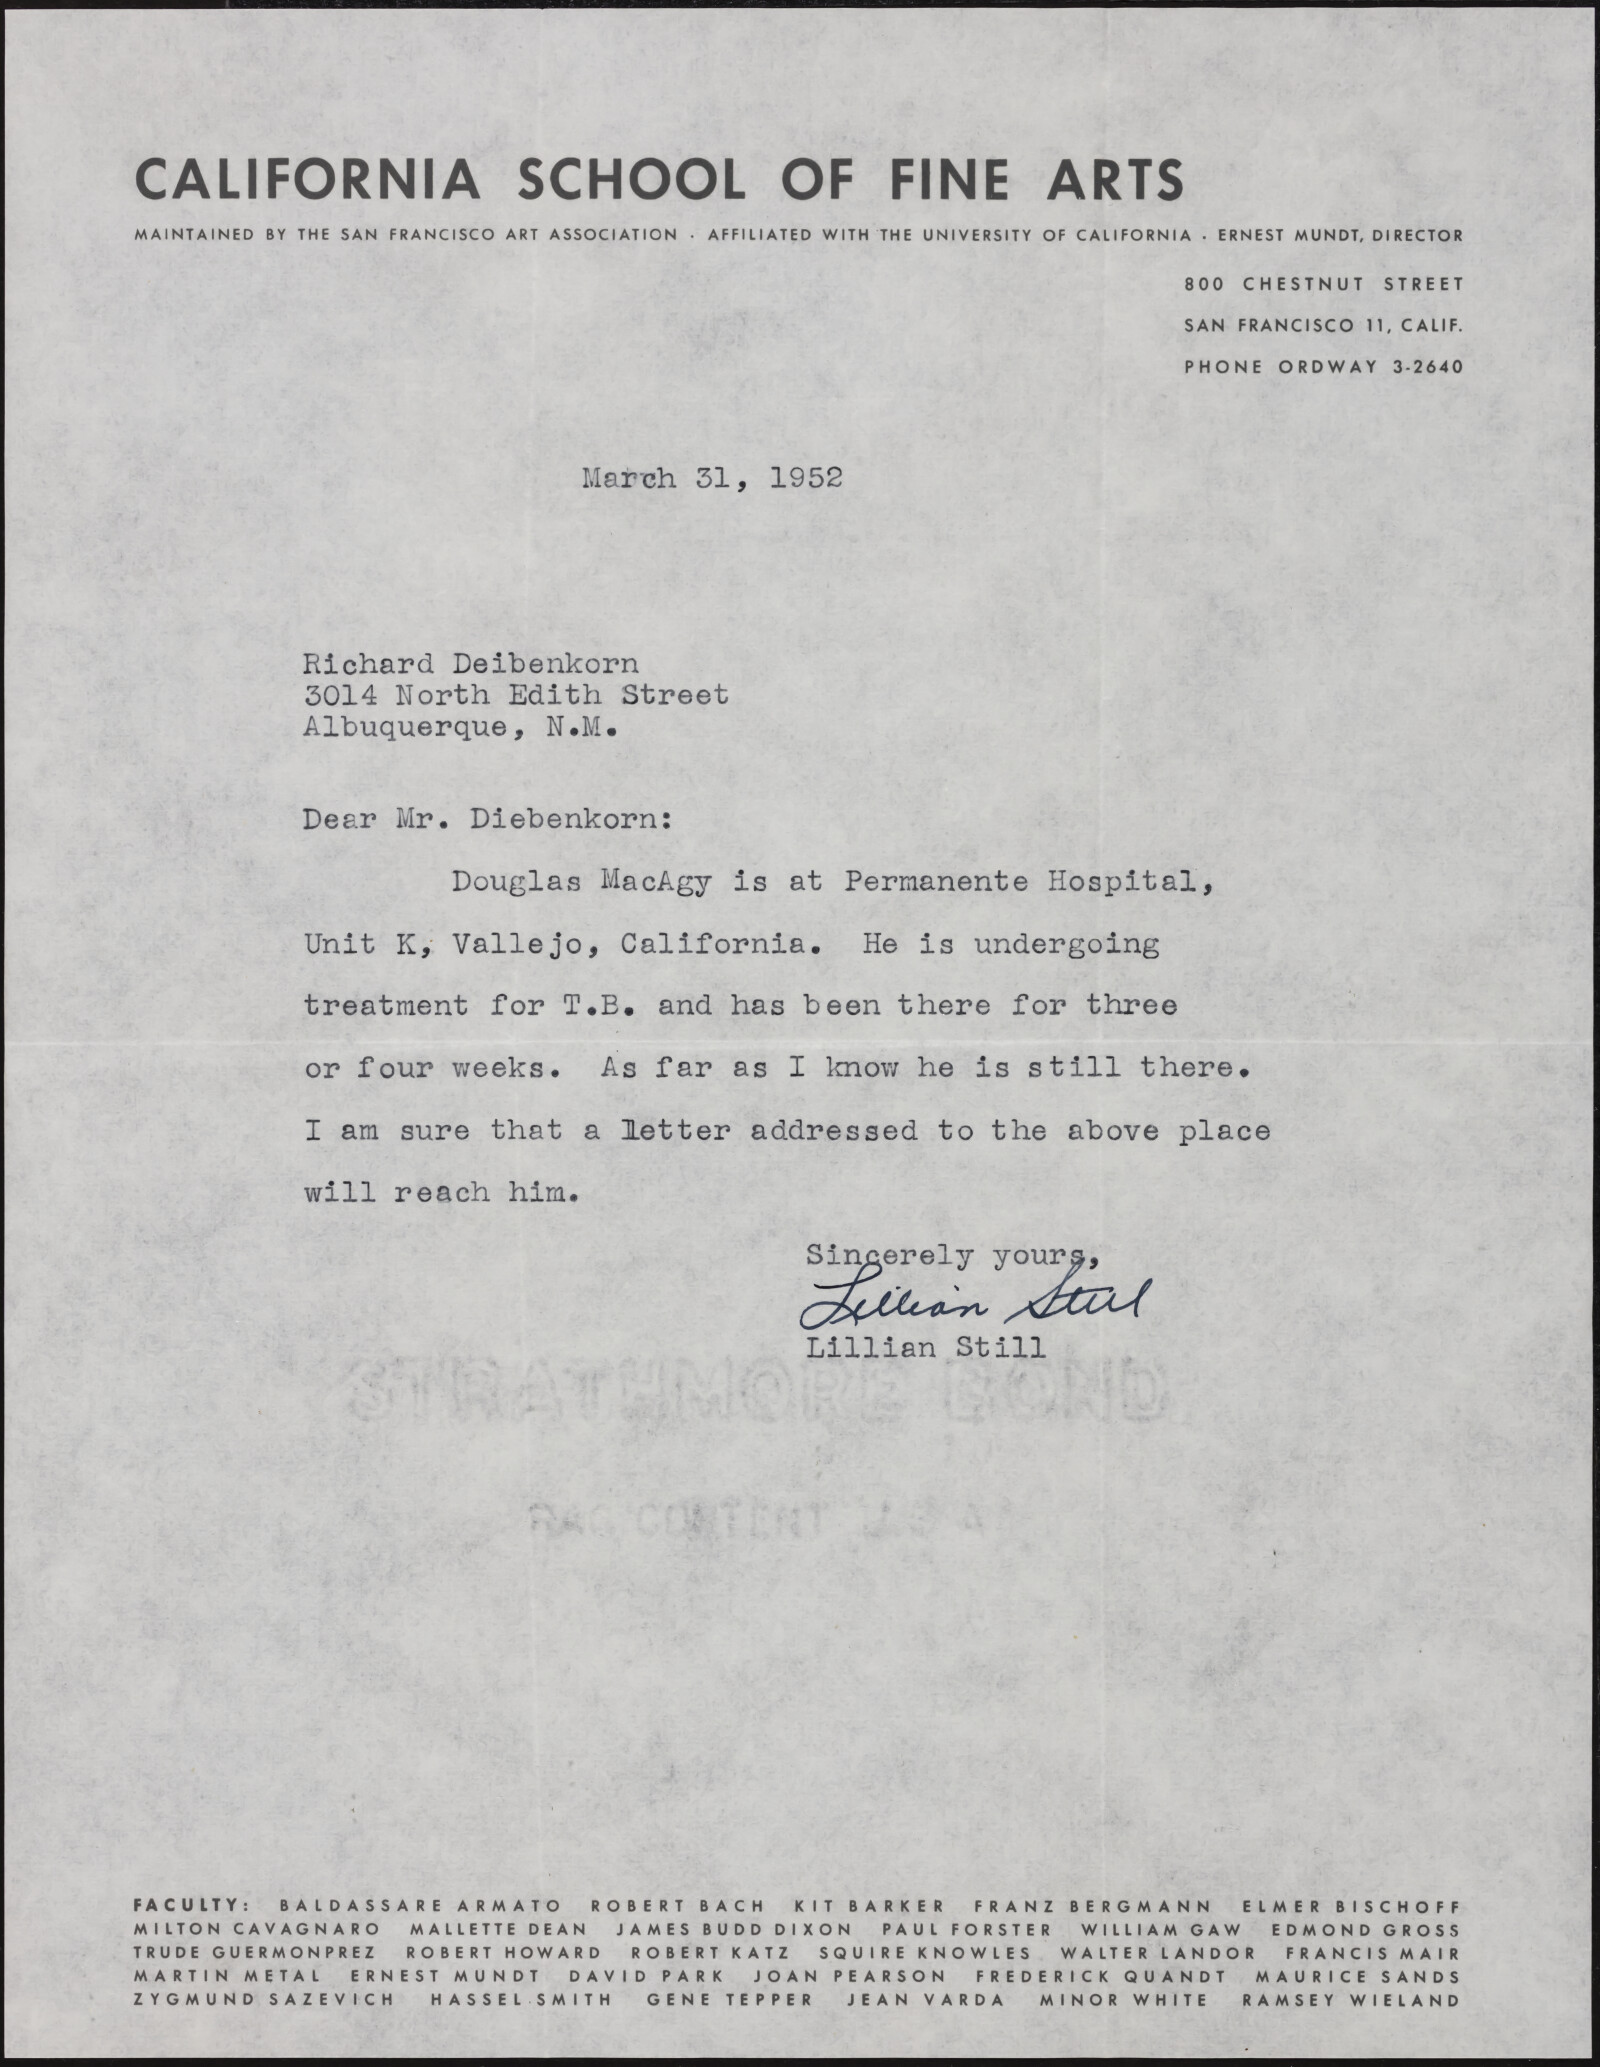 CALIFORNIA SCHOOL OF FINE ARTS
MAINTAINED BY THE SAN FRANCISCO ART ASSOCIATION · AFFILIATED WITH THE UNIVERSITY OF CALIFORNIA · ERNEST MUNDT, DIRECTOR
800 CHESTNUT STREET
SAN FRANCISCO 11, CALIF.
PHONE ORDWAY 3-2640
March 31, 1952
Richard Deibenkorn
3014 North Edith Street
Albuquerque, N.M.
Dear Mr. Diebenkorn:
Douglas MacAgy is at Permanente Hospital,
Unit K, Vallejo, California. He is undergoing
treatment for T.B. and has been there for three
or four weeks. As far as I know he is still there.
I am sure that a letter addressed to the above place
will reach him.
Sincerely yours,
Lillian Still
Lillian Still
STRATHMORE BOND
RAG CONTENT U.S.A.
FACULTY: BALDASSARE ARMATO ROBERT BACH KIT BARKER FRANZ BERGMANN ELMER BISCHOFF
MILTON CAVAGNARO MALLETTE DEAN JAMES BUDD DIXON PAUL FORSTER WILLIAM GAW EDMOND GROSS
TRUDE GUERMONPREZ ROBERT HOWARD ROBERT KATZ SQUIRE KNOWLES WALTER LANDOR FRANCIS MAIR
MARTIN METAL ERNEST MUNDT DAVID PARK JOAN PEARSON FREDERICK QUANDT MAURICE SANDS
ZYGMUND SAZEVICH HASSEL SMITH GENE TEPPER JEAN VARDA MINOR WHITE RAMSEY WIELAND